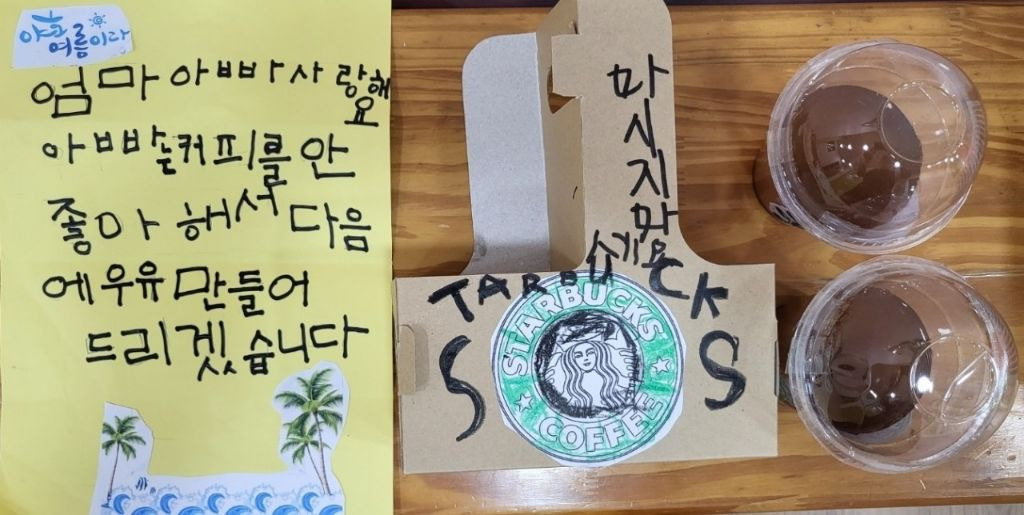 야호
여름이다
엄마 아빠 사랑해요
아빠는 커피를 안
좋아 해서 다음
에 우유 만들어
드리겟습니다
마시지마
세요
STARBUCKS
STARBUCKS
COFFEE